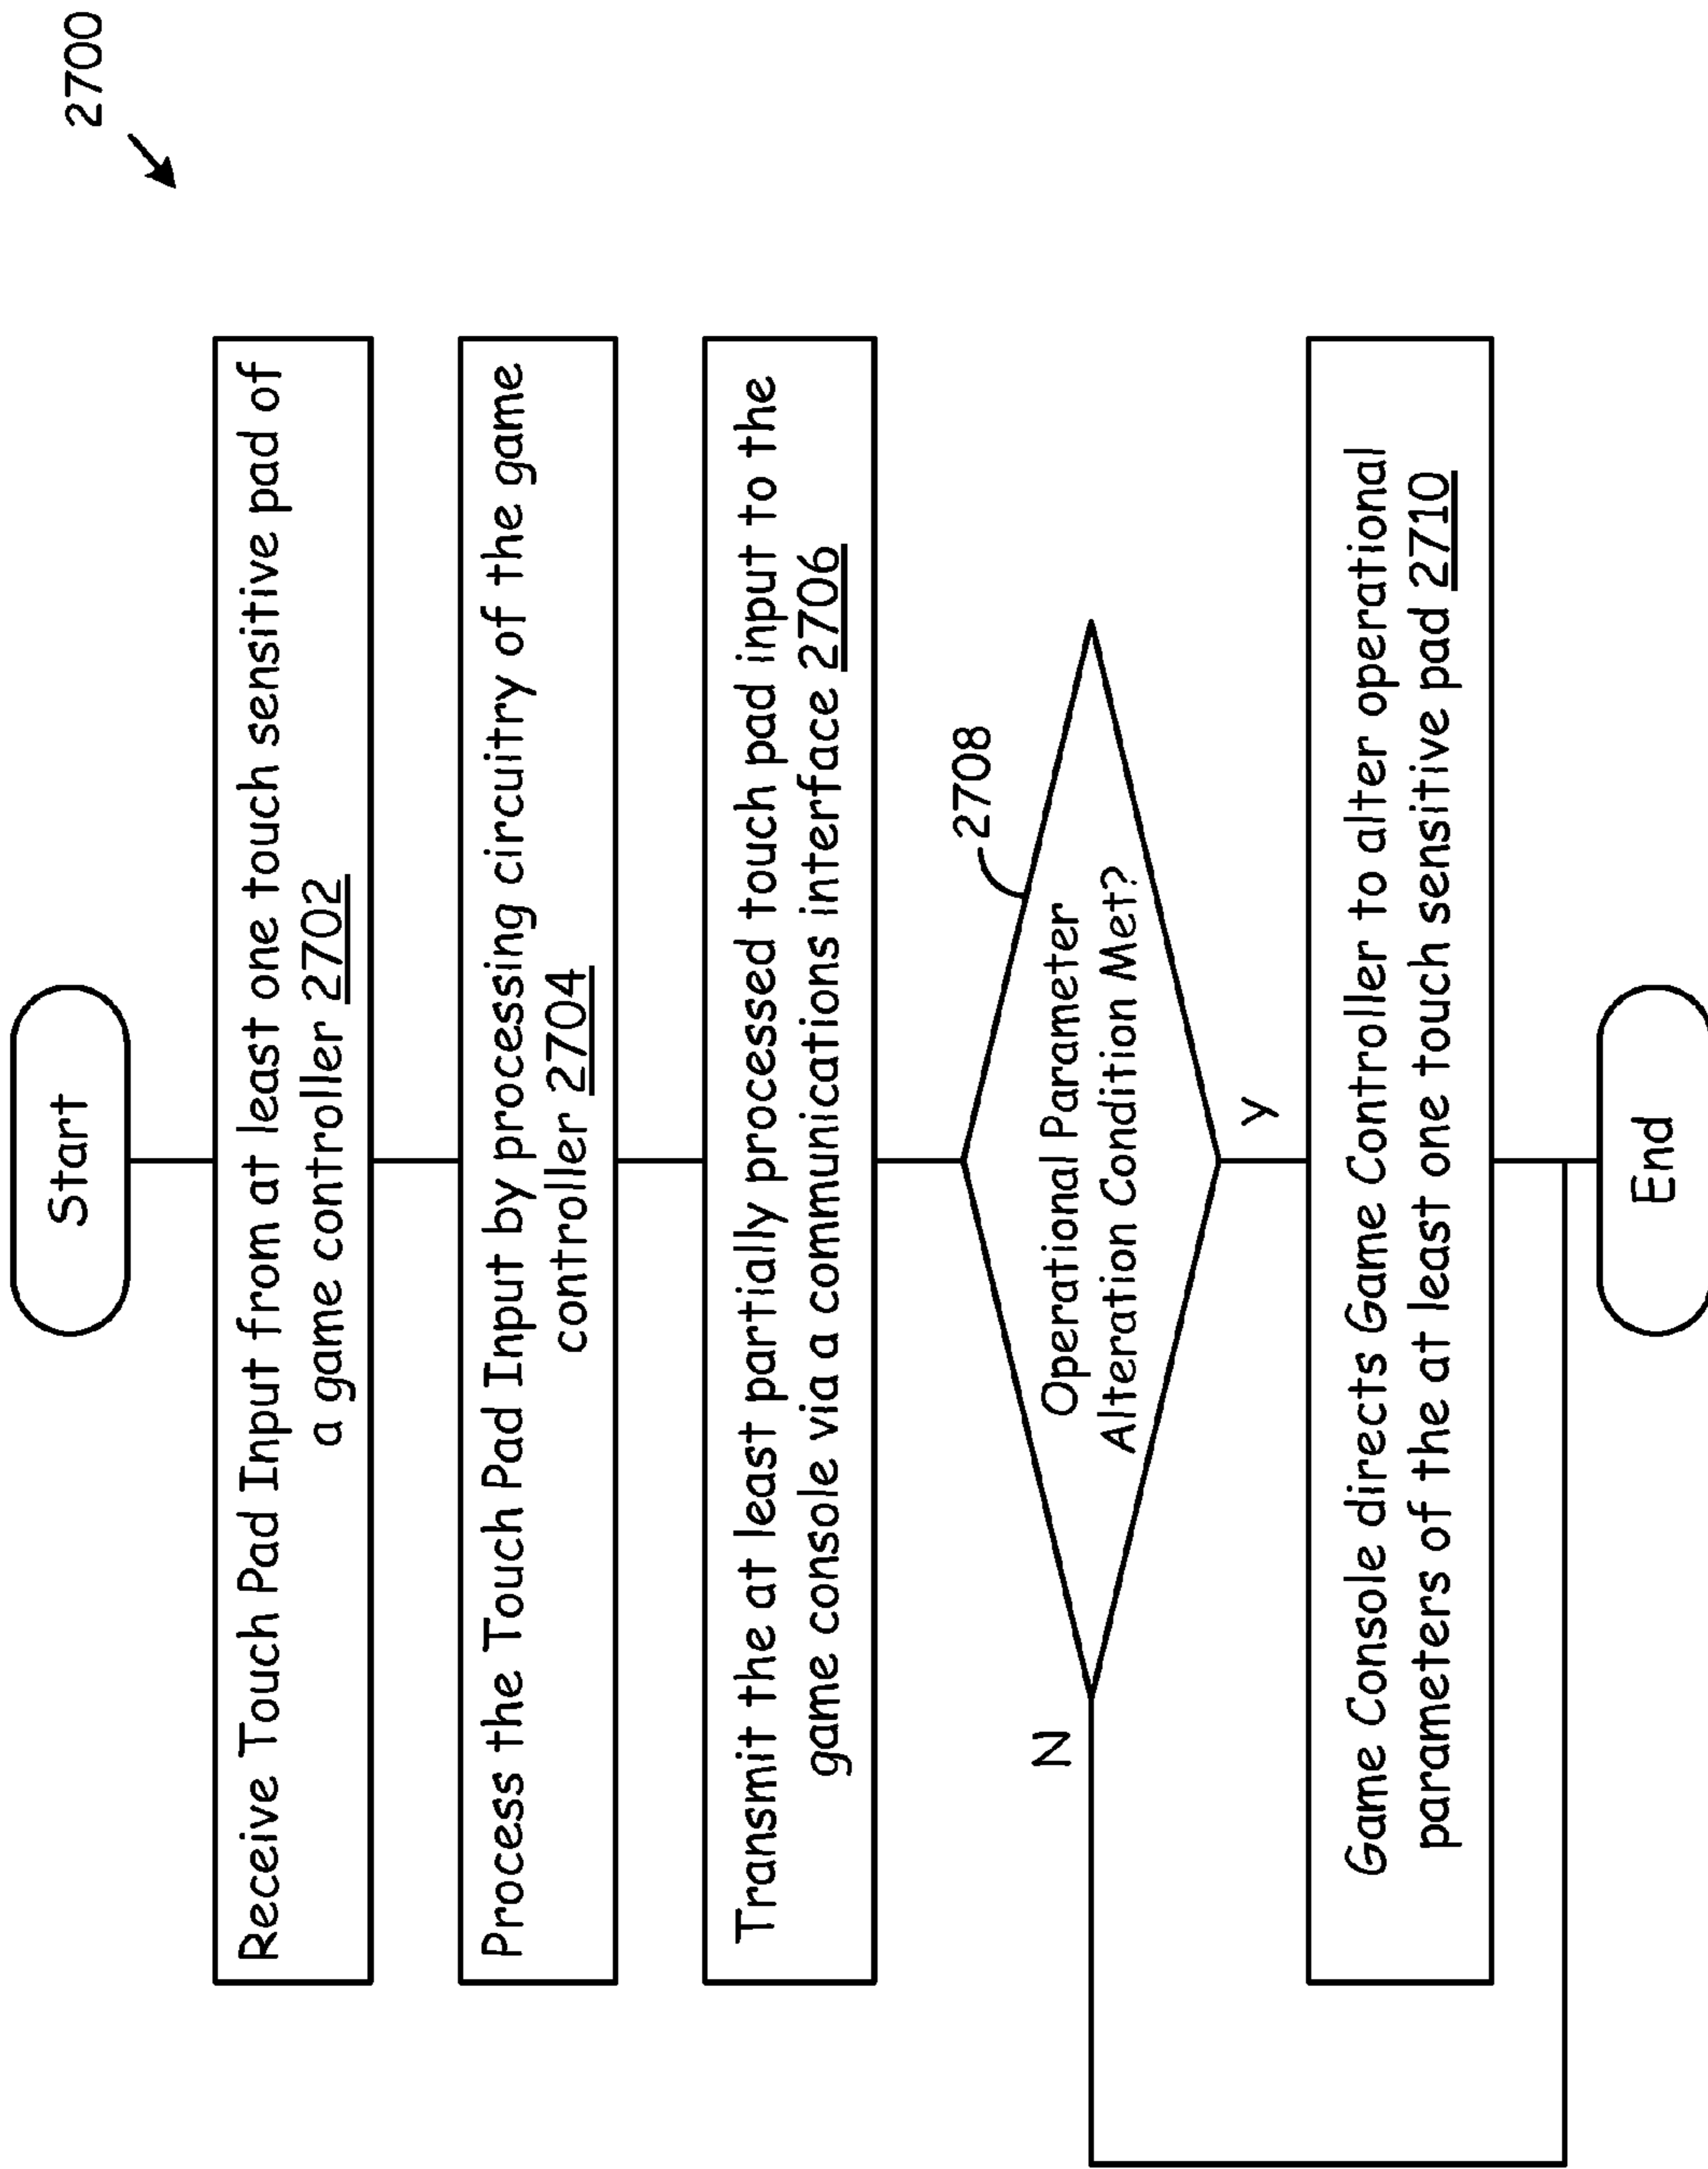 2700
Start
Receive Touch Pad Input from at least one touch sensitive pad of
a game controller 2702
Process the Touch Pad Input by processing circuitry of the game
controller 2704
Transmit the at least partially processed touch pad input to the
game console via a communications interface 2706
2708
Operational Parameter
Alteration Condition Met?
N
Y
Game Console directs Game Controller to alter operational
parameters of the at least one touch sensitive pad 2710
End